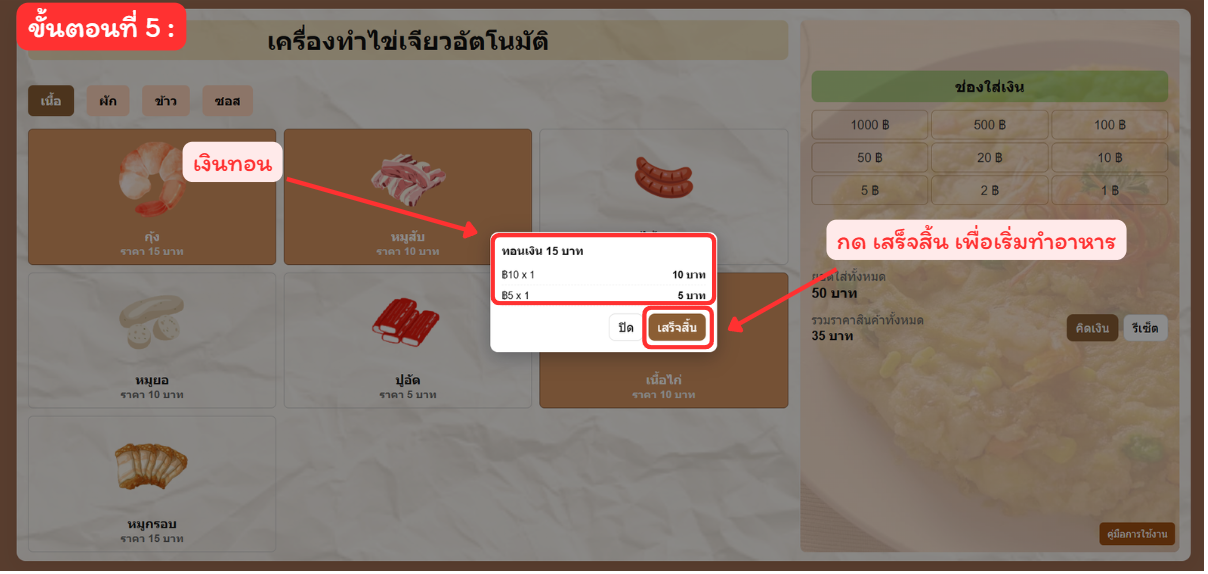 ขั้นตอนที่ 5 :
เครื่องทำไข่เจียวอัตโนมัติ
เนื้อ
ผัก
ข้าว
ซอส
กุ้ง
ราคา 15 บาท
หมูสับ
ราคา 10 บาท
หมูยอ
ราคา 10 บาท
ปูอัด
ราคา 5 บาท
เนื้อไก่
ราคา 10 บาท
หมูกรอบ
ราคา 15 บาท
เงินทอน
ทอนเงิน 15 บาท
฿10 x 1
10 บาท
฿5 x 1
5 บาท
ปิด
เสร็จสิ้น
ช่องใส่เงิน
1000 ฿
500 ฿
100 ฿
50 ฿
20 ฿
10 ฿
5 ฿
2 ฿
1 ฿
กด เสร็จสิ้น เพื่อเริ่มทำอาหาร
ยอดใส่ทั้งหมด
50 บาท
รวมราคาสินค้าทั้งหมด
35 บาท
คิดเงิน
รีเซ็ต
คู่มือการใช้งาน